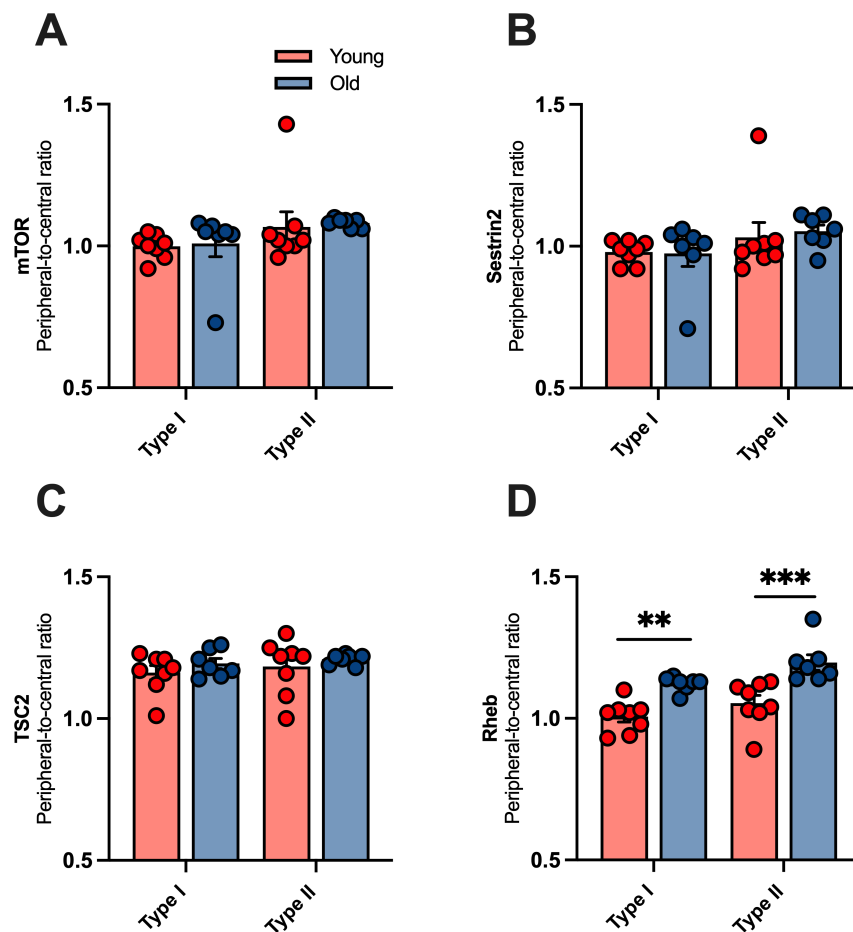 A
B
Young
Old
1.5
1.0
0.5
mTOR
Peripheral-to-central ratio
Type I
Type II
1.5
1.0
0.5
Sestrin2
Peripheral-to-central ratio
Type I
Type II
C
D
1.5
1.0
0.5
TSC2
Peripheral-to-central ratio
Type I
Type II
1.5
1.0
0.5
Rheb
Peripheral-to-central ratio
**
***
Type I
Type II